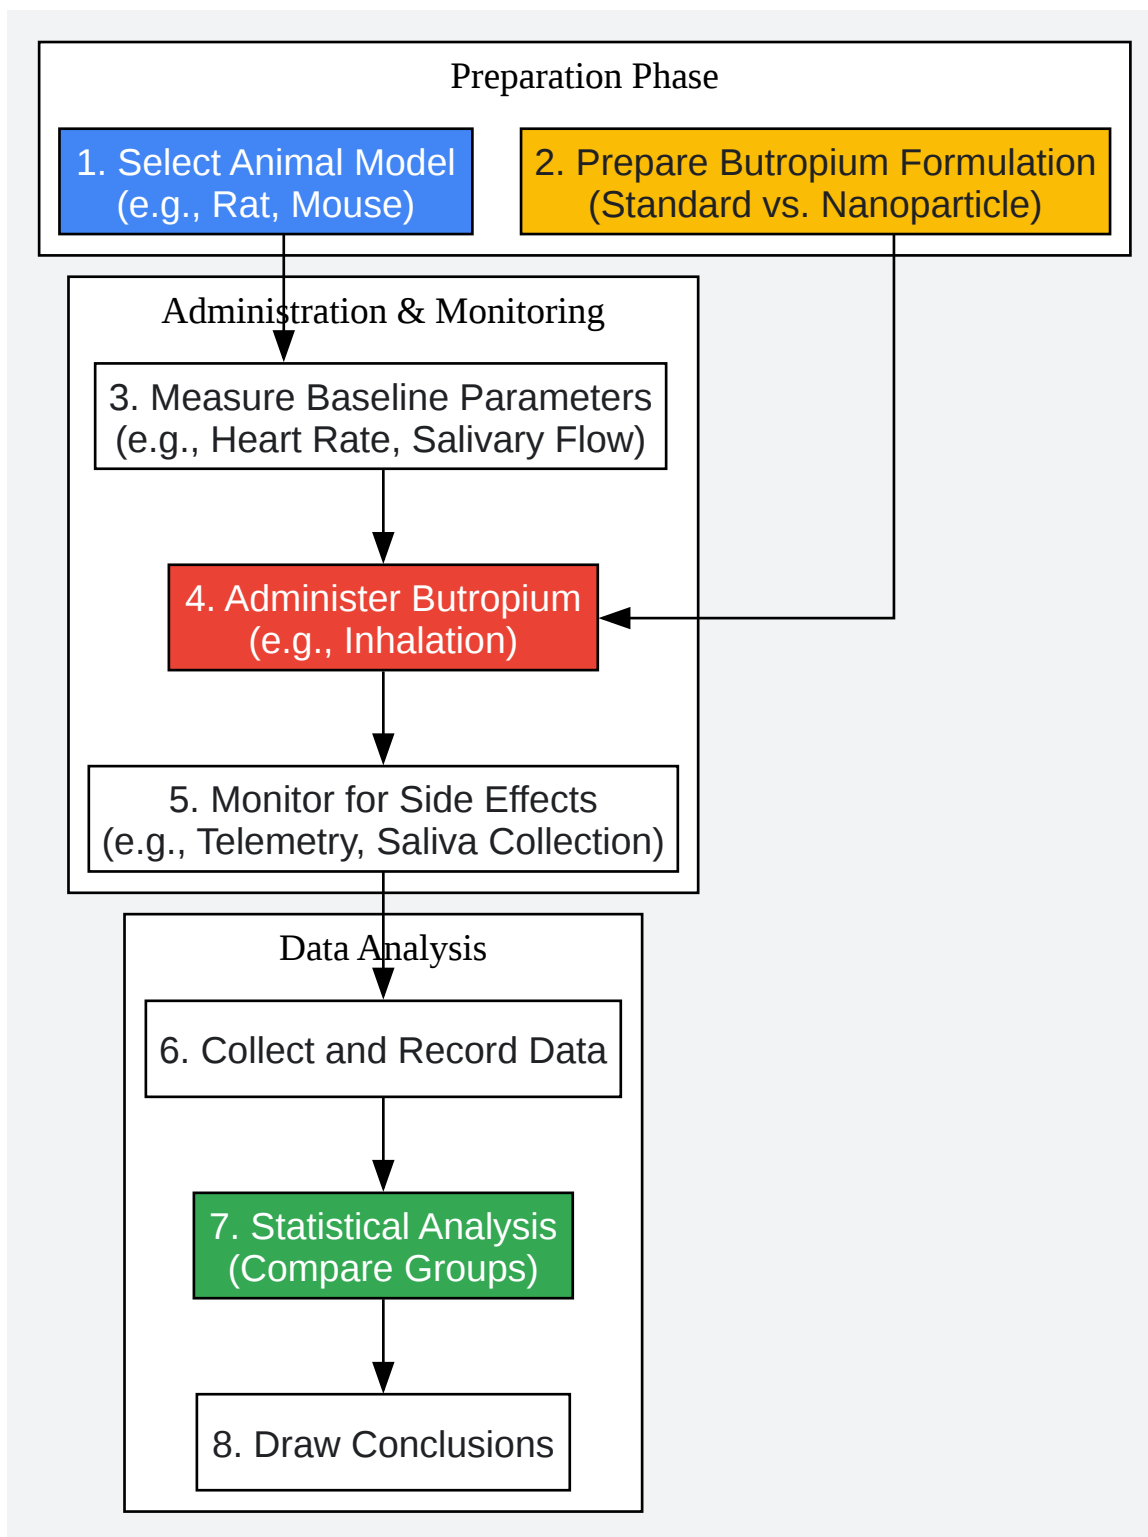 Preparation Phase
1. Select Animal Model
(e.g., Rat, Mouse)
2. Prepare Butropium Formulation
(Standard vs. Nanoparticle)
Administration & Monitoring
3. Measure Baseline Parameters
(e.g., Heart Rate, Salivary Flow)
4. Administer Butropium
(e.g., Inhalation)
5. Monitor for Side Effects
(e.g., Telemetry, Saliva Collection)
Data Analysis
6. Collect and Record Data
7. Statistical Analysis
(Compare Groups)
8. Draw Conclusions